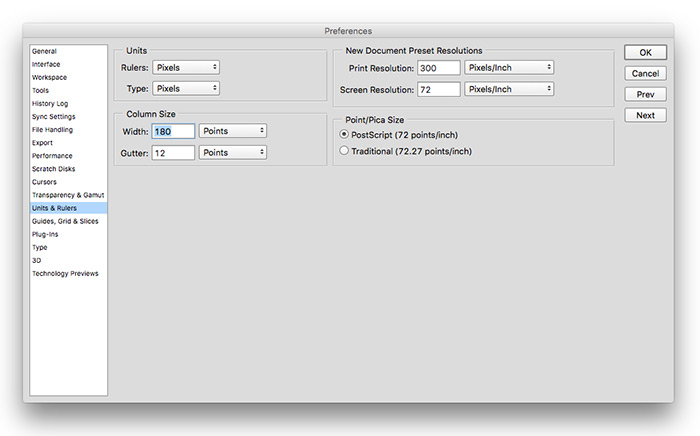 Preferences
General
Interface
Workspace
Tools
History Log
Sync Settings
File Handling
Export
Performance
Scratch Disks
Cursors
Transparency & Gamut
Units & Rulers
Guides, Grid & Slices
Plug-Ins
Type
3D
Technology Previews
Units
Rulers: Pixels
Type: Pixels
Column Size
Width: 180 Points
Gutter: 12 Points
New Document Preset Resolutions
Print Resolution: 300 Pixels/Inch
Screen Resolution: 72 Pixels/Inch
Point/Pica Size
PostScript (72 points/inch)
Traditional (72.27 points/inch)
OK
Cancel
Prev
Next